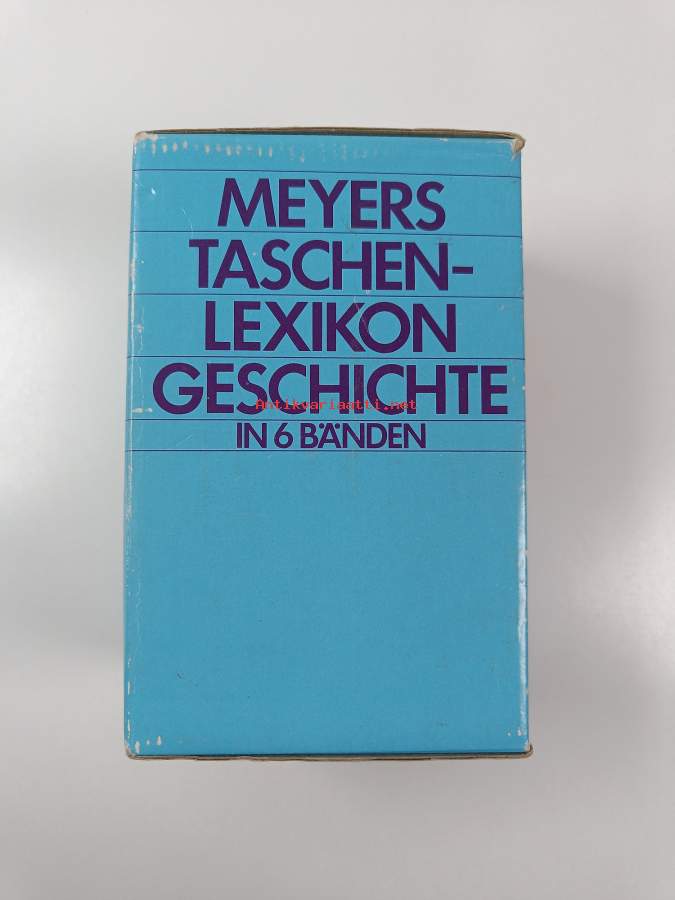 MEYERS
TASCHEN-
LEXIKON
GESCHICHTE
Antikvariaatti.net
IN 6 BÄNDEN